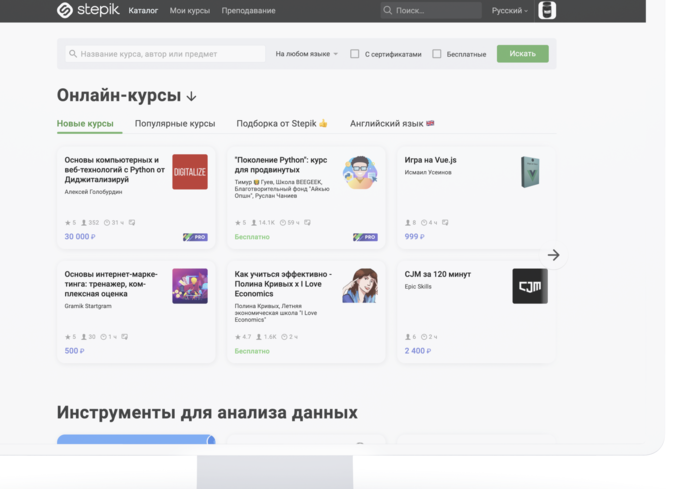 stepik Каталог Мои курсы Преподавание Поиск... Русский
Название курса, автор или предмет На любом языке С сертификатами Бесплатные Искать
Онлайн-курсы ↓
Новые курсы Популярные курсы Подборка от Stepik 👍 Английский язык 🇬🇧
Основы компьютерных и
веб-технологий с Python от
Диджитализируй
Алексей Голобурдин
DIGITALIZE
5 352 31 ч
30 000 ₽ PRO
"Поколение Python": курс
для продвинутых
Тимур Гуев, Школа BEEGEEK,
Благотворительный фонд "Айкью
Опшн", Руслан Чаниев
5 14.1K 59 ч
Бесплатно PRO
Игра на Vue.js
Исмаил Усеинов
8 4 ч
999 ₽
Основы интернет-марке-
тинга: тренажер, ком-
плексная оценка
Gramik Startgram
5 30 1 ч
500 ₽
Как учиться эффективно -
Полина Кривых x I Love
Economics
Полина Кривых, Летняя
экономическая школа "I Love
Economics"
4.7 1.6K 2 ч
Бесплатно
CJM за 120 минут
Epic Skills
CJM
6 2 ч
2 400 ₽
Инструменты для анализа данных